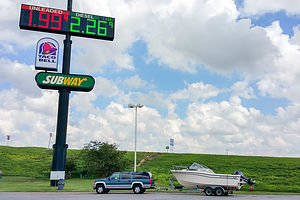 UNLEADED DIESEL
1.99 2.26
TACO
BELL
SUBWAY